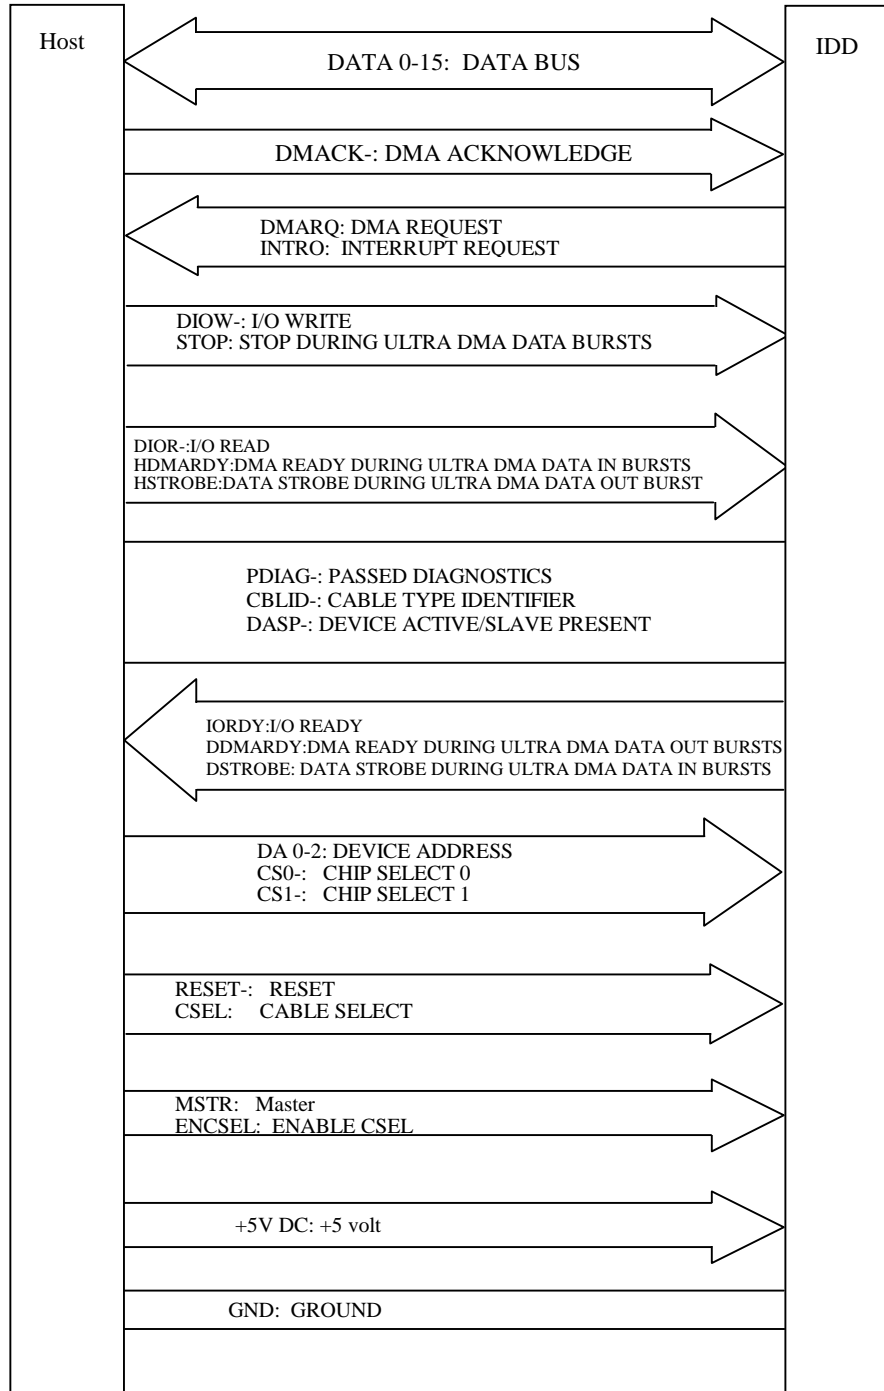 Host
IDD
DATA 0-15: DATA BUS
DMACK-: DMA ACKNOWLEDGE
DMARQ: DMA REQUEST
INTRO: INTERRUPT REQUEST
DIOW-: I/O WRITE
STOP: STOP DURING ULTRA DMA DATA BURSTS
DIOR-:I/O READ
HDMARDY:DMA READY DURING ULTRA DMA DATA IN BURSTS
HSTROBE:DATA STROBE DURING ULTRA DMA DATA OUT BURST
PDIAG-: PASSED DIAGNOSTICS
CBLID-: CABLE TYPE IDENTIFIER
DASP-: DEVICE ACTIVE/SLAVE PRESENT
IORDY:I/O READY
DDMARDY:DMA READY DURING ULTRA DMA DATA OUT BURSTS
DSTROBE: DATA STROBE DURING ULTRA DMA DATA IN BURSTS
DA 0-2: DEVICE ADDRESS
CS0-: CHIP SELECT 0
CS1-: CHIP SELECT 1
RESET-: RESET
CSEL: CABLE SELECT
MSTR: Master
ENCSEL: ENABLE CSEL
+5V DC: +5 volt
GND: GROUND